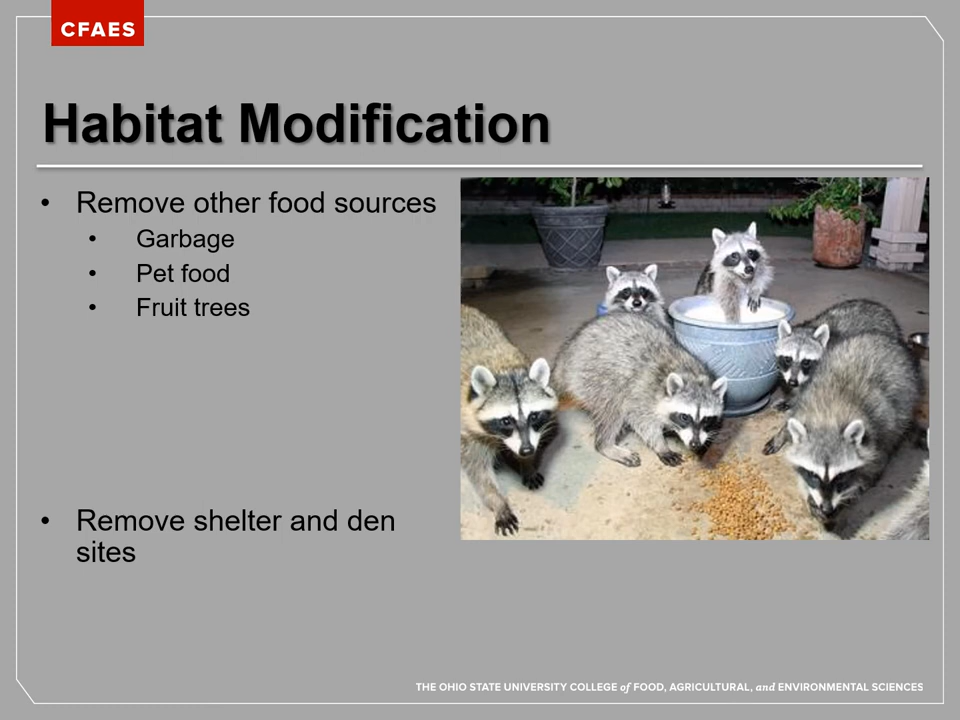 CFAES
Habitat Modification
• Remove other food sources
• Garbage
• Pet food
• Fruit trees
• Remove shelter and den
sites
THE OHIO STATE UNIVERSITY COLLEGE of FOOD, AGRICULTURAL, and ENVIRONMENTAL SCIENCES